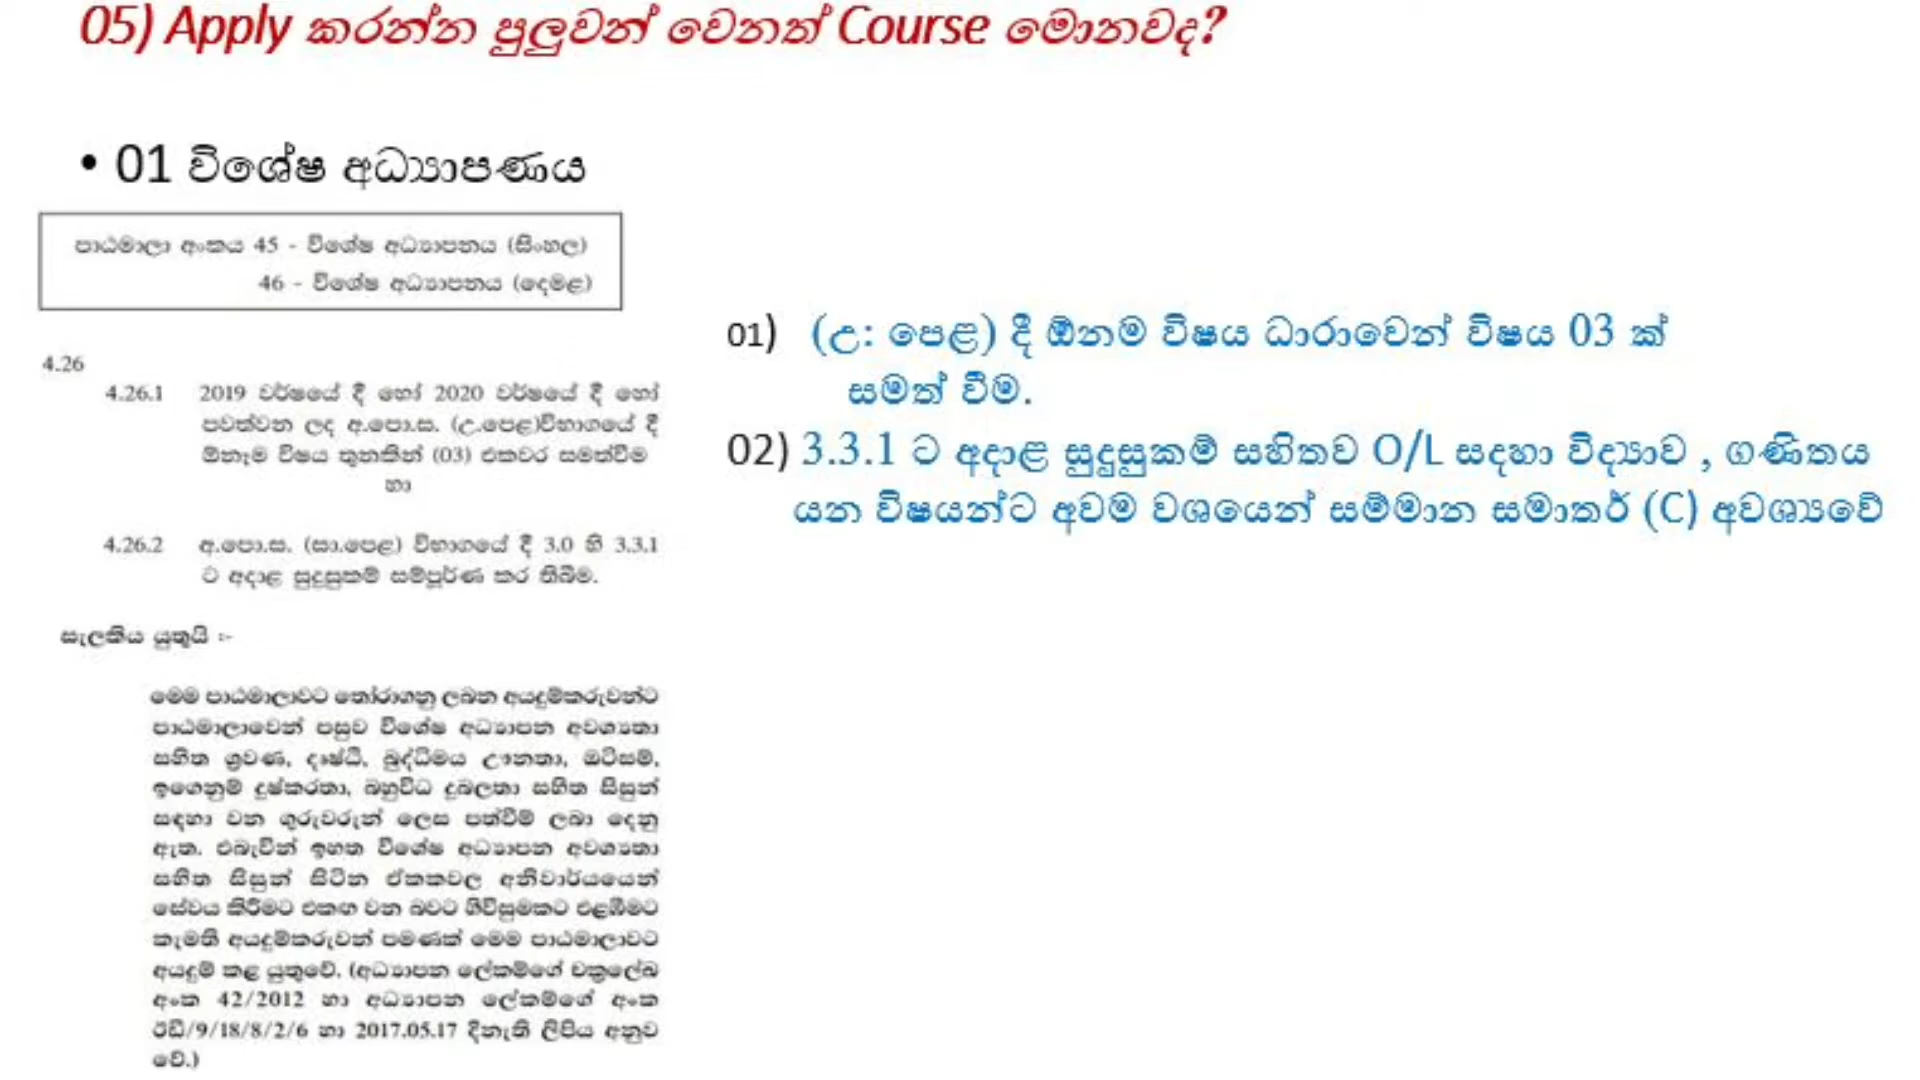 05) Apply කරන්න පුලුවන් වෙනත් Course මොනවද?
• 01 විශේෂ අධ්‍යාපණය
පාඨමාලා අංකය 45 - විශේෂ අධ්‍යාපනය (සිංහල)
46 - විශේෂ අධ්‍යාපනය (දෙමළ)
4.26
4.26.1 2019 වර්ෂයේ දී හෝ 2020 වර්ෂයේ දී හෝ
පවත්වන ලද අ.පො.ස. (උ.පෙළ)විභාගයේ දී
ඕනෑම විෂය තුනකින් (03) එකවර සමත්වීම
හා
4.26.2 අ.පො.ස. (සා.පෙළ) විභාගයේ දී 3.0 හි 3.3.1
ට අදාළ සුදුසුකම් සම්පූර්ණ කර තිබීම.
සැලකිය යුතුයි :-
මෙම පාඨමාලාවට තෝරාගනු ලබන අයදුම්කරුවන්ට
පාඨමාලාවෙන් පසුව විශේෂ අධ්‍යාපන අවශ්‍යතා
සහිත ශ්‍රවණ, දෘෂ්ඨි, බුද්ධිමය ඌනතා, ඔටිසම්,
ඉගෙනුම් දුෂ්කරතා, බහුවිධ දුබලතා සහිත සිසුන්
සඳහා වන ගුරුවරුන් ලෙස පත්වීම් ලබා දෙනු
ඇත. එබැවින් ඉහත විශේෂ අධ්‍යාපන අවශ්‍යතා
සහිත සිසුන් සිටින ඒකකවල අනිවාර්යයෙන්
සේවය කිරීමට එකඟ වන බවට ගිවිසුමකට එළඹීමට
කැමති අයදුම්කරුවන් පමණක් මෙම පාඨමාලාවට
අයදුම් කළ යුතුවේ. (අධ්‍යාපන ලේකම්ගේ චක්‍රලේඛ
අංක 42/2012 හා අධ්‍යාපන ලේකම්ගේ අංක
ඊඩී/9/18/8/2/6 හා 2017.05.17 දිනැති ලිපිය අනුව
වේ.)
01) (උ: පෙළ) දී ඕනම විෂය ධාරාවෙන් විෂය 03 ක්
සමත් වීම.
02) 3.3.1 ට අදාළ සුදුසුකම් සහිතව O/L සදහා විද්‍යාව , ගණිතය
යන විෂයන්ට අවම වශයෙන් සම්මාන සමාතර් (C) අවශ්‍යවේ